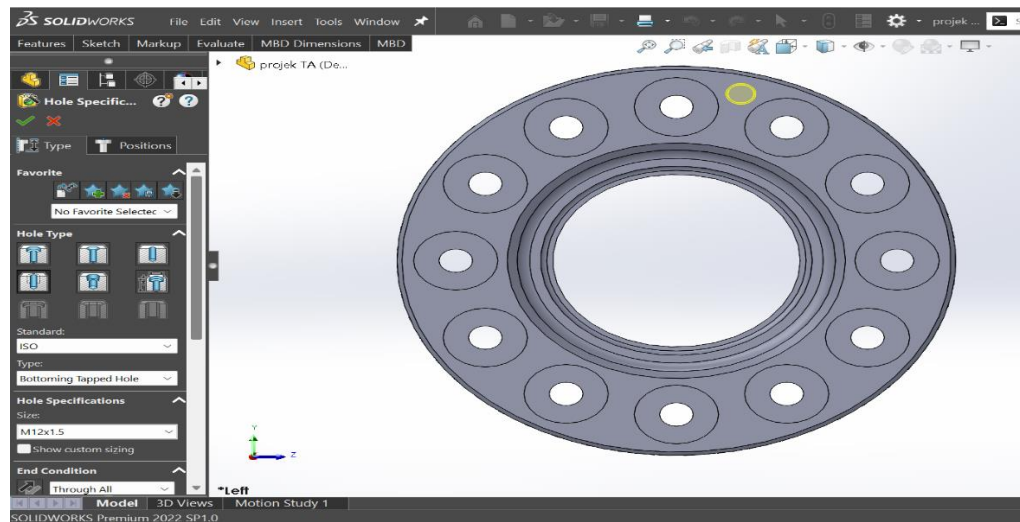 SOLIDWORKS File Edit View Insert Tools Window projek ...
Features Sketch Markup Evaluate MBD Dimensions MBD
projek TA (De...
Hole Specific...
Type Positions
Favorite
No Favorite Selectec
Hole Type
Standard:
ISO
Type:
Bottoming Tapped Hole
Hole Specifications
Size:
M12x1.5
Show custom sizing
End Condition
Through All
Y
Z
*Left
Model 3D Views Motion Study 1
SOLIDWORKS Premium 2022 SP1.0